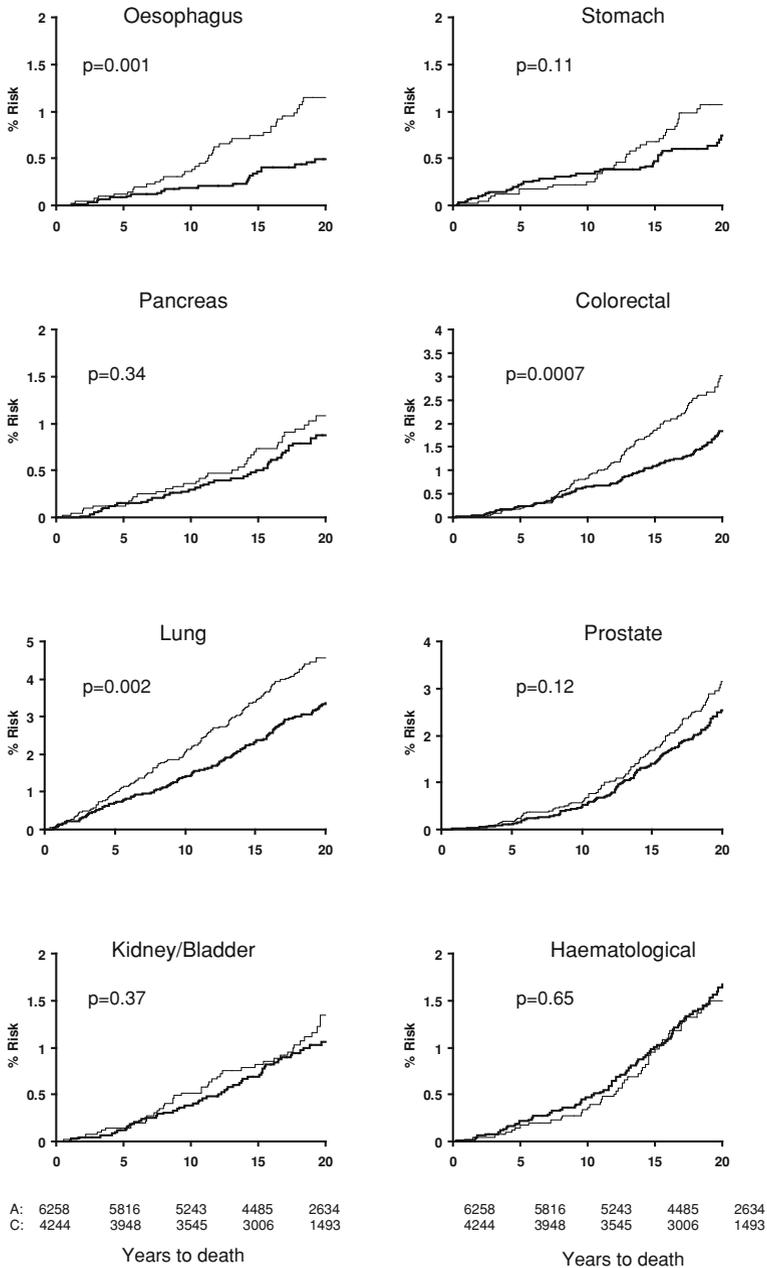 Oesophagus
p=0.001
% Risk
2
1.5
1
0.5
0
0 5 10 15 20
Stomach
p=0.11
% Risk
2
1.5
1
0.5
0
0 5 10 15 20
Pancreas
p=0.34
% Risk
2
1.5
1
0.5
0
0 5 10 15 20
Colorectal
p=0.0007
% Risk
4
3.5
3
2.5
2
1.5
1
0.5
0
0 5 10 15 20
Lung
p=0.002
% Risk
5
4
3
2
1
0
0 5 10 15 20
Prostate
p=0.12
% Risk
4
3
2
1
0
0 5 10 15 20
Kidney/Bladder
p=0.37
% Risk
2
1.5
1
0.5
0
0 5 10 15 20
Haematological
p=0.65
% Risk
2
1.5
1
0.5
0
0 5 10 15 20
A: 6258 5816 5243 4485 2634
C: 4244 3948 3545 3006 1493
Years to death
6258 5816 5243 4485 2634
4244 3948 3545 3006 1493
Years to death